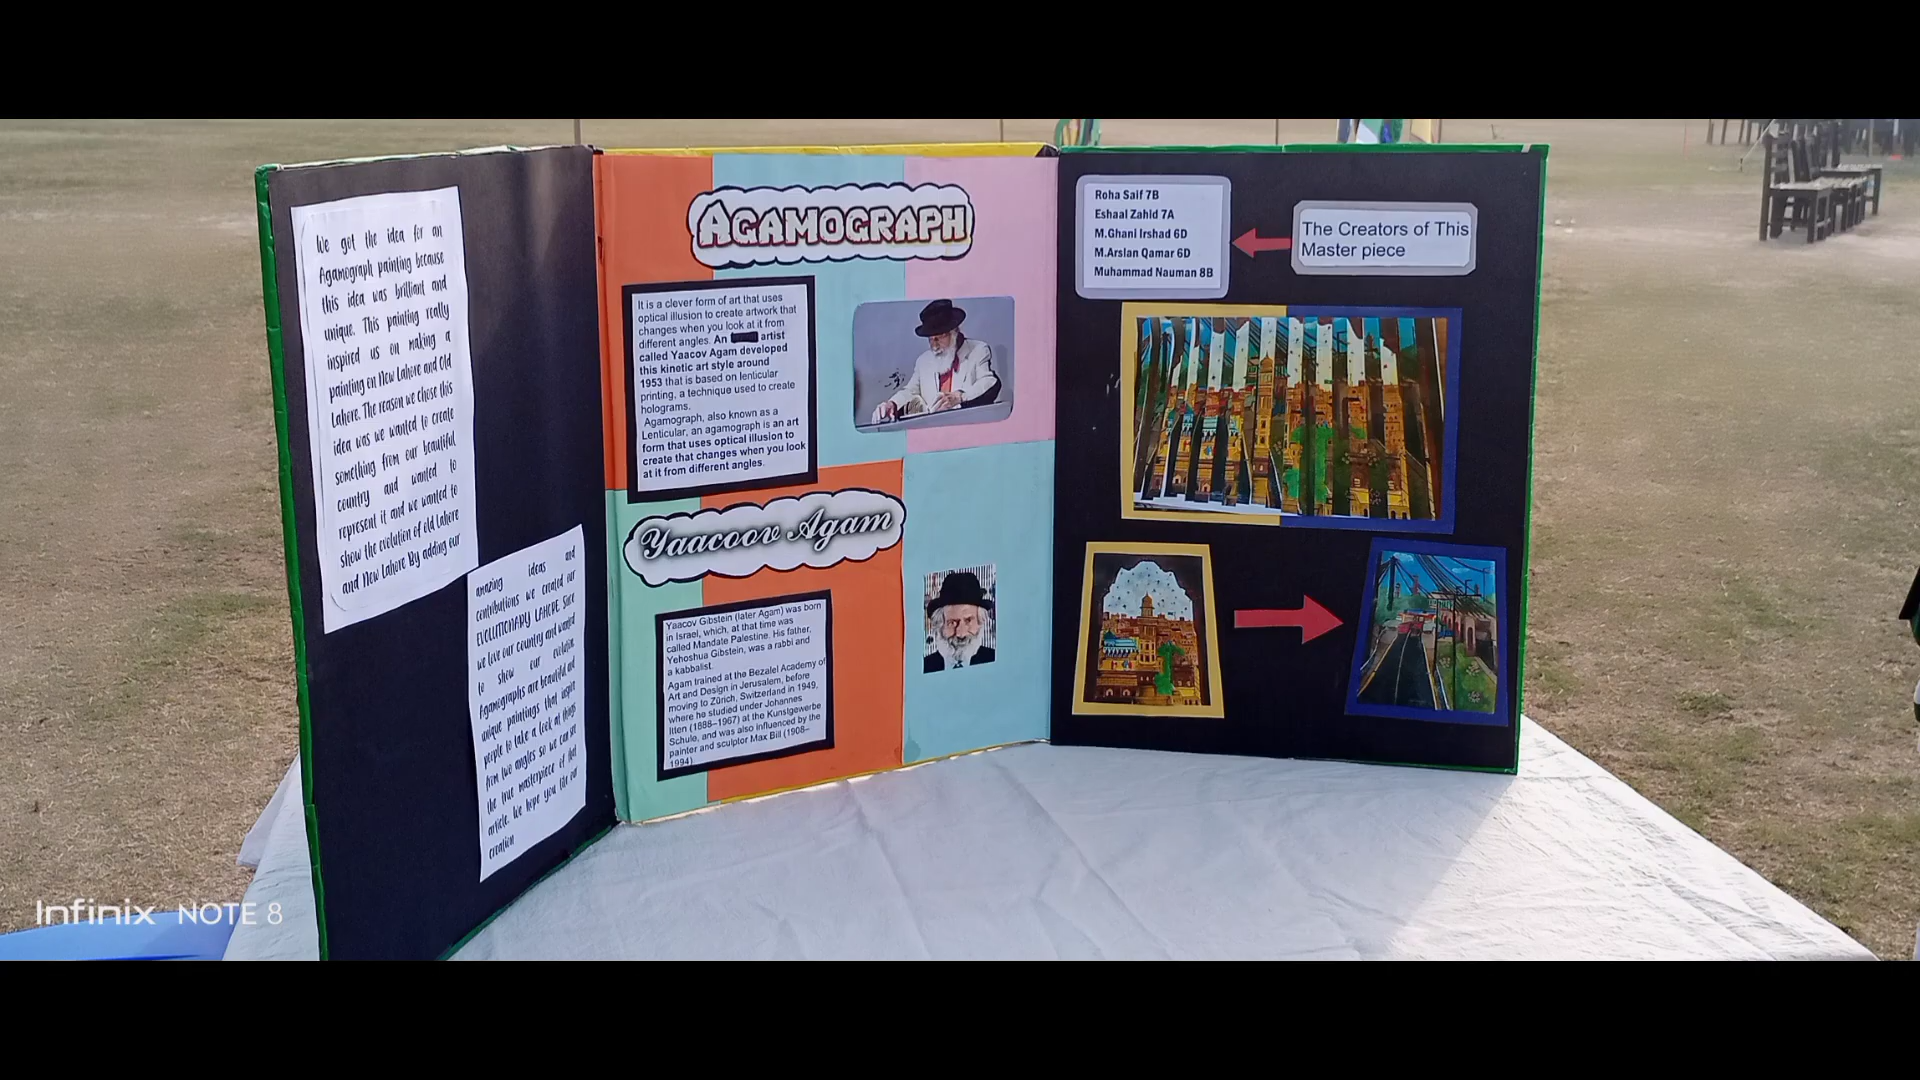 We got the idea for an
Agamograph painting because
this idea was brilliant and
unique. This painting really
inspired us on making a
painting on New Lahore and Old
Lahore. The reason we chose this
idea was we wanted to create
something from our beautiful
country and wanted to
represent it and we wanted to
show the evolution of old Lahore
and New Lahore By adding our
amazing ideas and
contributions we created our
EVOLUTIONARY LAHORE. Since
we love our country and wanted
to show our evolution
Agamographs are beautiful and
unique paintings that inspire
people to take a look at things
from two angles so we can see
the true masterpiece of that
article. We hope you like our
creation
AGAMOGRAPH
It is a clever form of art that uses
optical illusion to create artwork that
changes when you look at it from
different angles. An artist
called Yaacov Agam developed
this kinetic art style around
1953 that is based on lenticular
printing, a technique used to create
holograms.
Agamograph, also known as a
Lenticular, an agamograph is an art
form that uses optical illusion to
create that changes when you look
at it from different angles.
Yaacoov Agam
Yaacov Gibstein (later Agam) was born
in Israel, which, at that time was
called Mandate Palestine. His father,
Yehoshua Gibstein, was a rabbi and
a kabbalist.
Agam trained at the Bezalel Academy of
Art and Design in Jerusalem, before
moving to Zürich, Switzerland in 1949,
where he studied under Johannes
Itten (1888–1967) at the Kunstgewerbe
Schule, and was also influenced by the
painter and sculptor Max Bill (1908–
1994)
Roha Saif 7B
Eshaal Zahid 7A
M.Ghani Irshad 6D
M.Arslan Qamar 6D
Muhammad Nauman 8B
The Creators of This
Master piece
Infinix NOTE 8